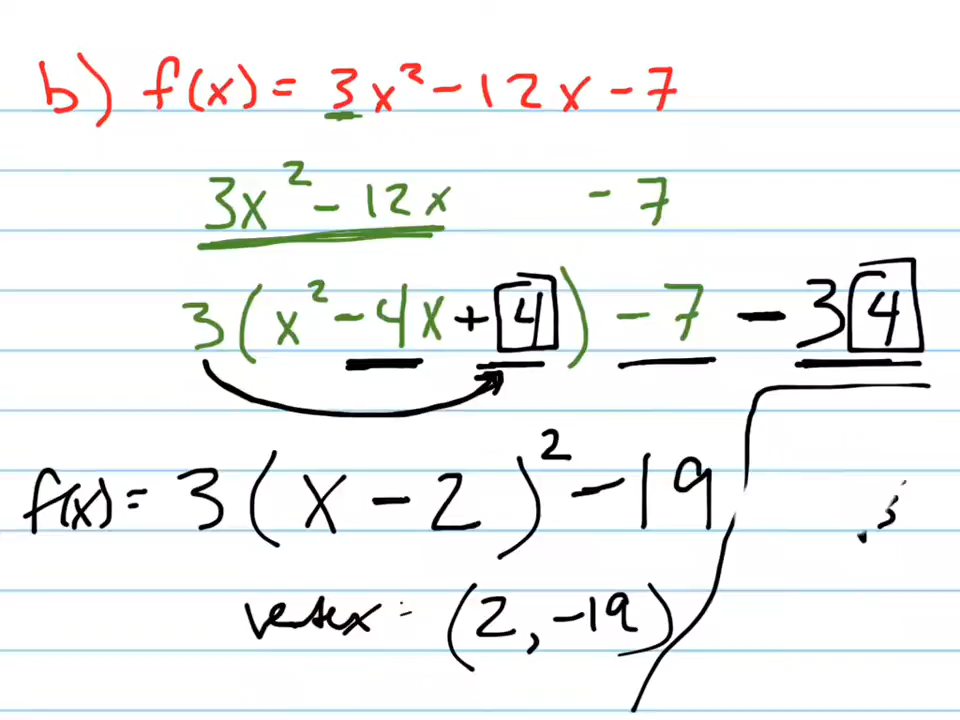 b) f(x) = 3x² - 12x - 7
3x² - 12x - 7
3(x² - 4x + 4) - 7 - 3 4
f(x) = 3(x - 2)² - 19
vertex = (2, -19)